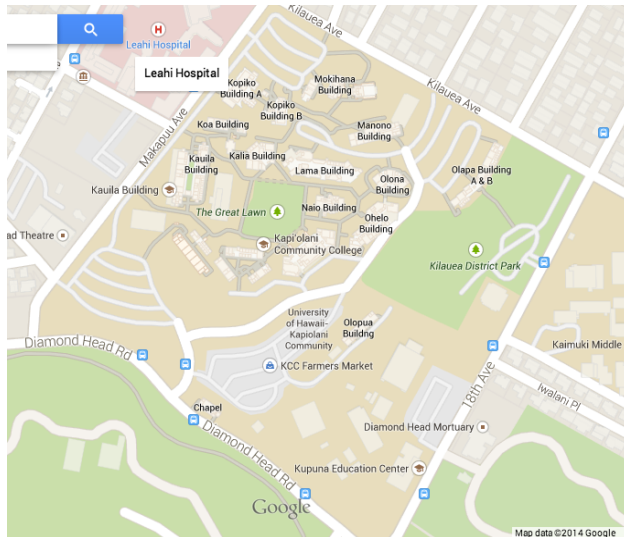 Kilauea Ave
H
Leahi Hospital
Leahi Hospital
Kopiko
Building A
Mokihana
Building
Kilauea Ave
Kopiko
Building B
Makapuu Ave
Koa Building
Manono
Building
Kauila
Building
Kalia Building
Lama Building
Olapa Building
A & B
Kauila Building
Olona
Building
The Great Lawn
Naio Building
Ohelo
Building
ad Theatre
Kapi'olani
Community College
Kilauea District Park
University
of Hawaii-
Kapiolani
Community
Olopua
Buildng
Diamond Head Rd
Kaimuki Middle
KCC Farmers Market
18th Ave
Iwalani Pl
Chapel
Diamond Head Mortuary
Diamond Head Rd
Kupuna Education Center
Google
Map data ©2014 Google